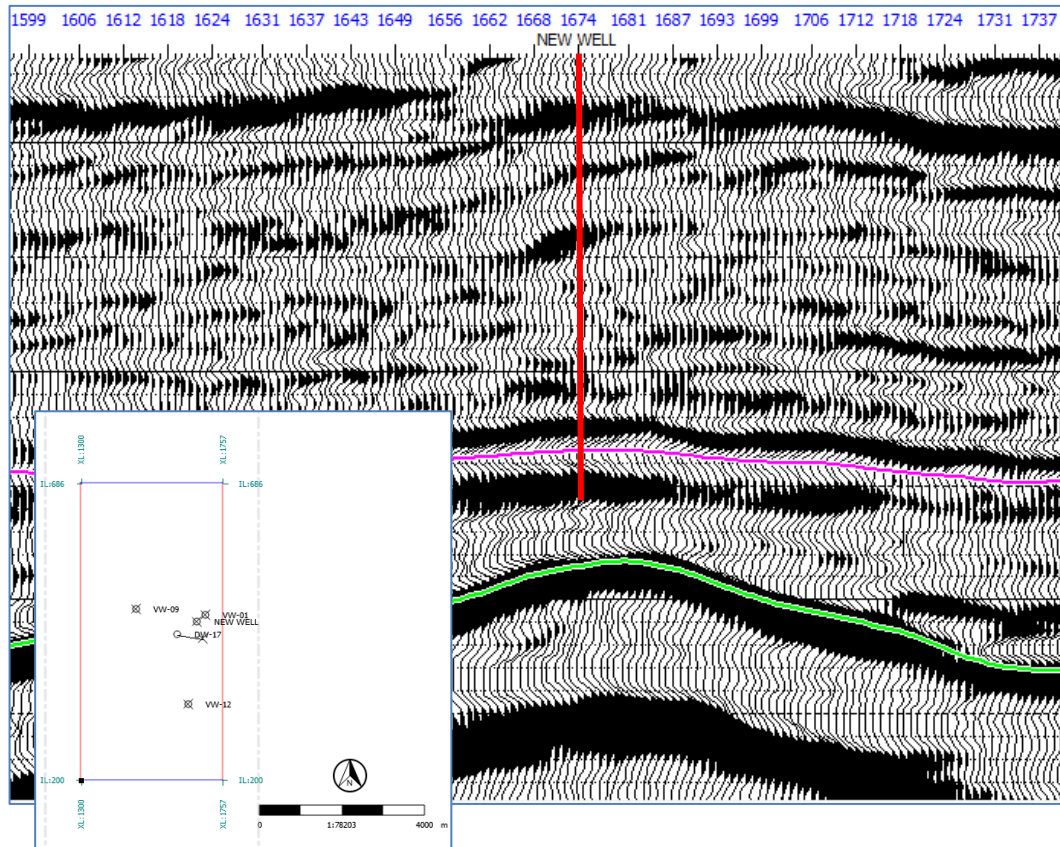 1599 1606 1612 1618 1624 1631 1637 1643 1649 1656 1662 1668 1674 1681 1687 1693 1699 1706 1712 1718 1724 1731 1737
NEW WELL
XL:1300 XL:1757
IL:686 IL:686
VW-09 VW-01
NEW WELL
DW-17
VW-12
IL:200 IL:200
XL:1300 XL:1757
N
0 1:78203 4000 m